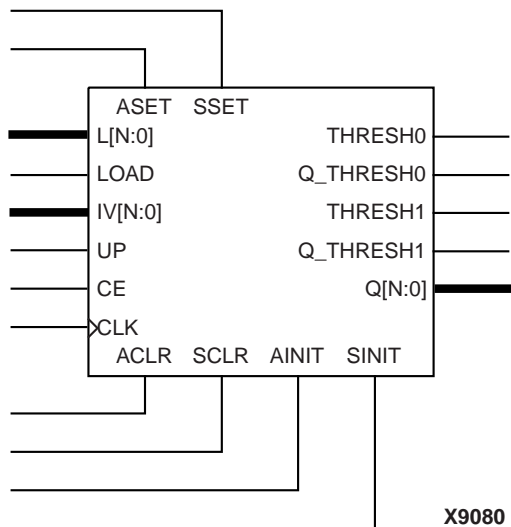 ASET SSET
L[N:0] THRESH0
LOAD Q_THRESH0
IV[N:0] THRESH1
UP Q_THRESH1
CE Q[N:0]
CLK
ACLR SCLR AINIT SINIT
X9080